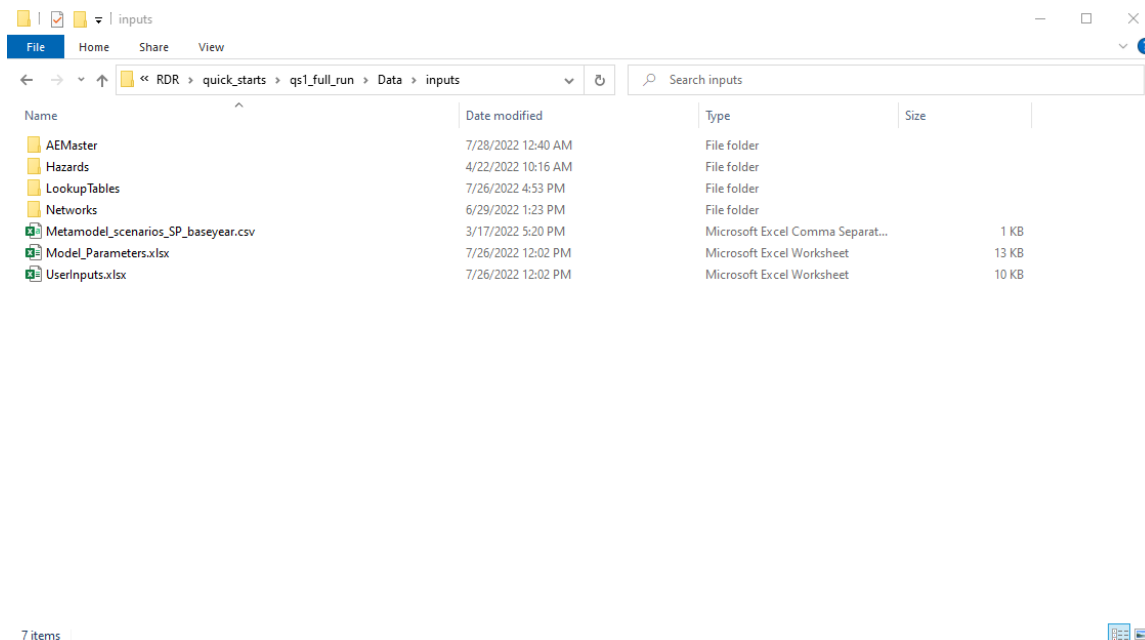 inputs
File Home Share View
« RDR > quick_starts > qs1_full_run > Data > inputs Search inputs
Name Date modified Type Size
AEMaster 7/28/2022 12:40 AM File folder
Hazards 4/22/2022 10:16 AM File folder
LookupTables 7/26/2022 4:53 PM File folder
Networks 6/29/2022 1:23 PM File folder
Metamodel_scenarios_SP_baseyear.csv 3/17/2022 5:20 PM Microsoft Excel Comma Separat... 1 KB
Model_Parameters.xlsx 7/26/2022 12:02 PM Microsoft Excel Worksheet 13 KB
UserInputs.xlsx 7/26/2022 12:02 PM Microsoft Excel Worksheet 10 KB
7 items